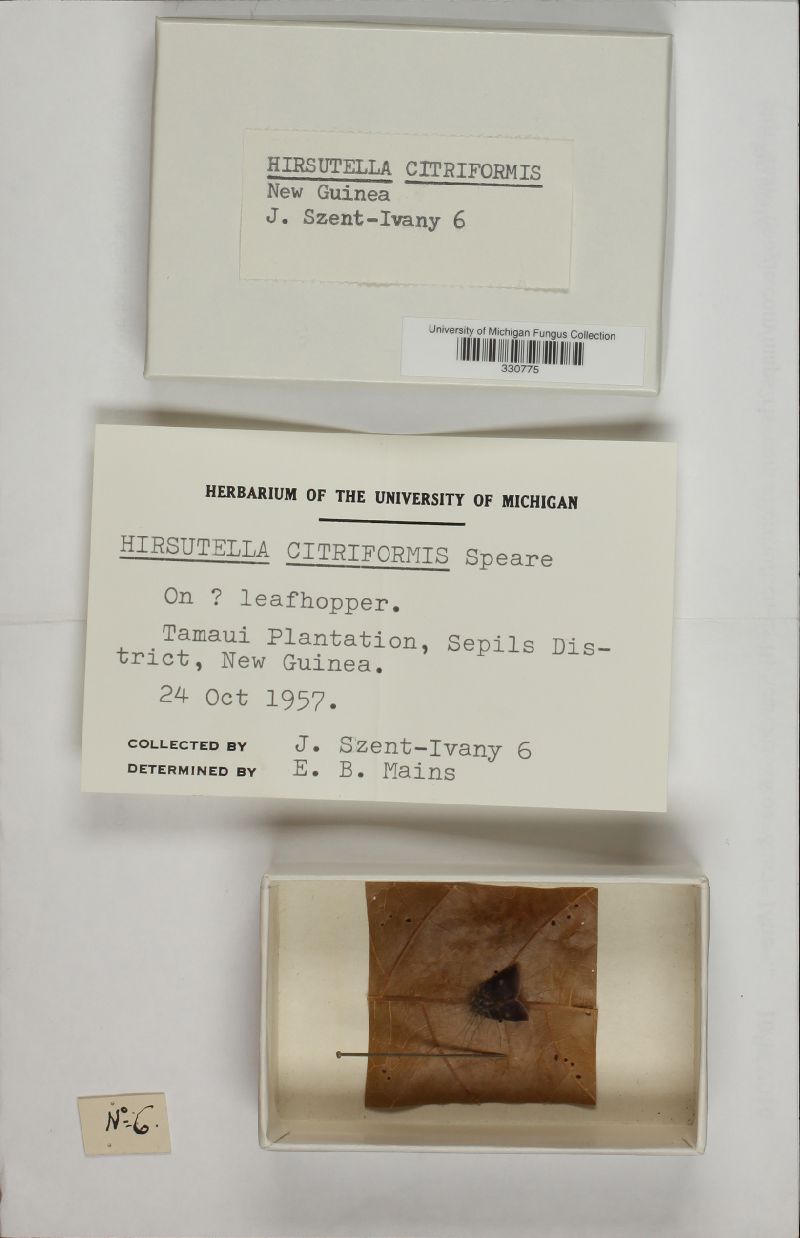 HIRSUTELLA CITRIFORMIS
New Guinea
J. Szent-Ivany 6
University of Michigan Fungus Collection
330775
HERBARIUM OF THE UNIVERSITY OF MICHIGAN
HIRSUTELLA CITRIFORMIS Speare
On ? leafhopper.
Tamaui Plantation, Sepils Dis-
trict, New Guinea.
24 Oct 1957.
COLLECTED BY J. Szent-Ivany 6
DETERMINED BY E. B. Mains
No 6.